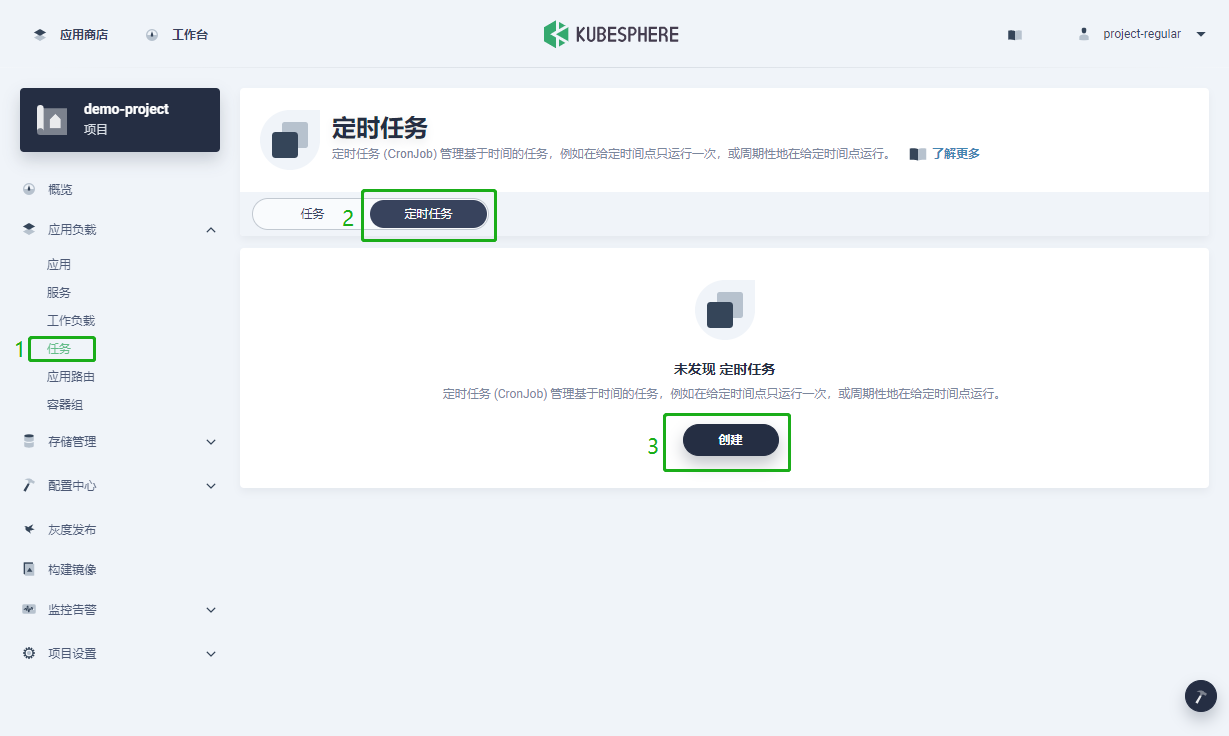 应用商店 工作台 KUBESPHERE project-regular
demo-project
项目
概览
应用负载
应用
服务
工作负载
1 任务
应用路由
容器组
存储管理
配置中心
灰度发布
构建镜像
监控告警
项目设置
定时任务
定时任务 (CronJob) 管理基于时间的任务，例如在给定时间点只运行一次，或周期性地在给定时间点运行。 了解更多
任务 2 定时任务
未发现 定时任务
定时任务 (CronJob) 管理基于时间的任务，例如在给定时间点只运行一次，或周期性地在给定时间点运行。
3 创建